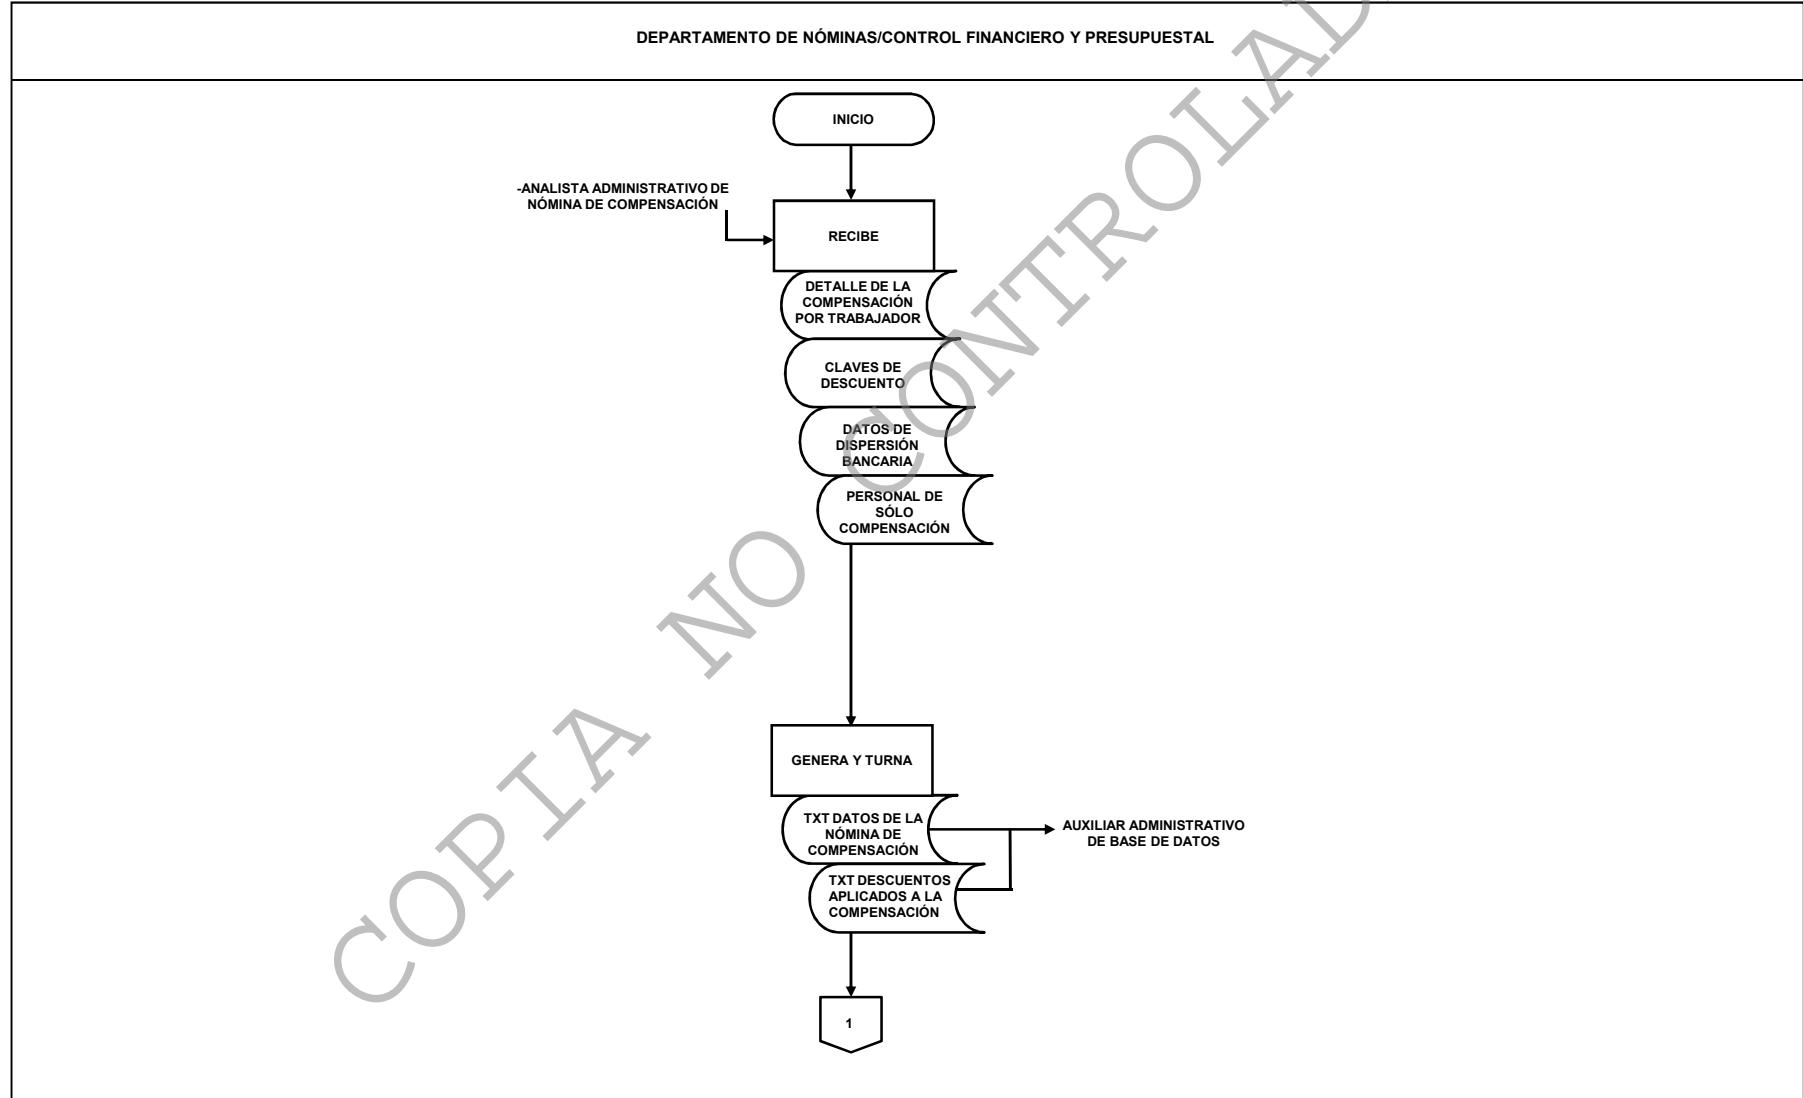 DEPARTAMENTO DE NÓMINAS/CONTROL FINANCIERO Y PRESUPUESTAL
INICIO
-ANALISTA ADMINISTRATIVO DE
NÓMINA DE COMPENSACIÓN
RECIBE
DETALLE DE LA
COMPENSACIÓN
POR TRABAJADOR
CLAVES DE
DESCUENTO
DATOS DE
DISPERSIÓN
BANCARIA
PERSONAL DE
SÓLO
COMPENSACIÓN
GENERA Y TURNA
TXT DATOS DE LA
NÓMINA DE
COMPENSACIÓN
AUXILIAR ADMINISTRATIVO
DE BASE DE DATOS
TXT DESCUENTOS
APLICADOS A LA
COMPENSACIÓN
1
COPIA NO CONTROLAD